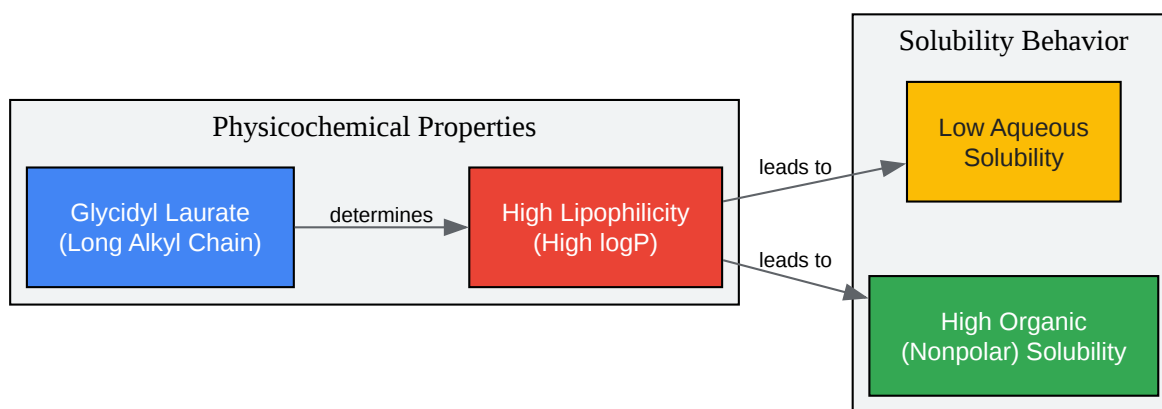 Physicochemical Properties
Glycidyl Laurate
(Long Alkyl Chain)
determines
High Lipophilicity
(High logP)
leads to
leads to
Solubility Behavior
Low Aqueous
Solubility
High Organic
(Nonpolar) Solubility